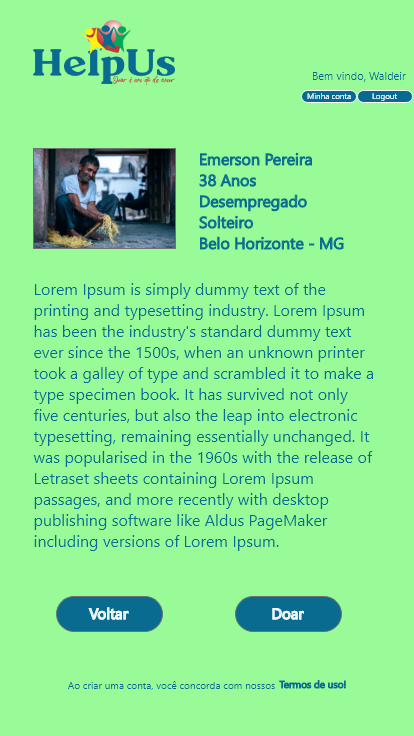 HelpUs
Doar é um ato de amor
Bem vindo, Waldeir
Minha conta
Logout
Emerson Pereira
38 Anos
Desempregado
Solteiro
Belo Horizonte - MG
Lorem Ipsum is simply dummy text of the
printing and typesetting industry. Lorem Ipsum
has been the industry's standard dummy text
ever since the 1500s, when an unknown printer
took a galley of type and scrambled it to make a
type specimen book. It has survived not only
five centuries, but also the leap into electronic
typesetting, remaining essentially unchanged. It
was popularised in the 1960s with the release of
Letraset sheets containing Lorem Ipsum
passages, and more recently with desktop
publishing software like Aldus PageMaker
including versions of Lorem Ipsum.
Voltar
Doar
Ao criar uma conta, você concorda com nossos Termos de uso!